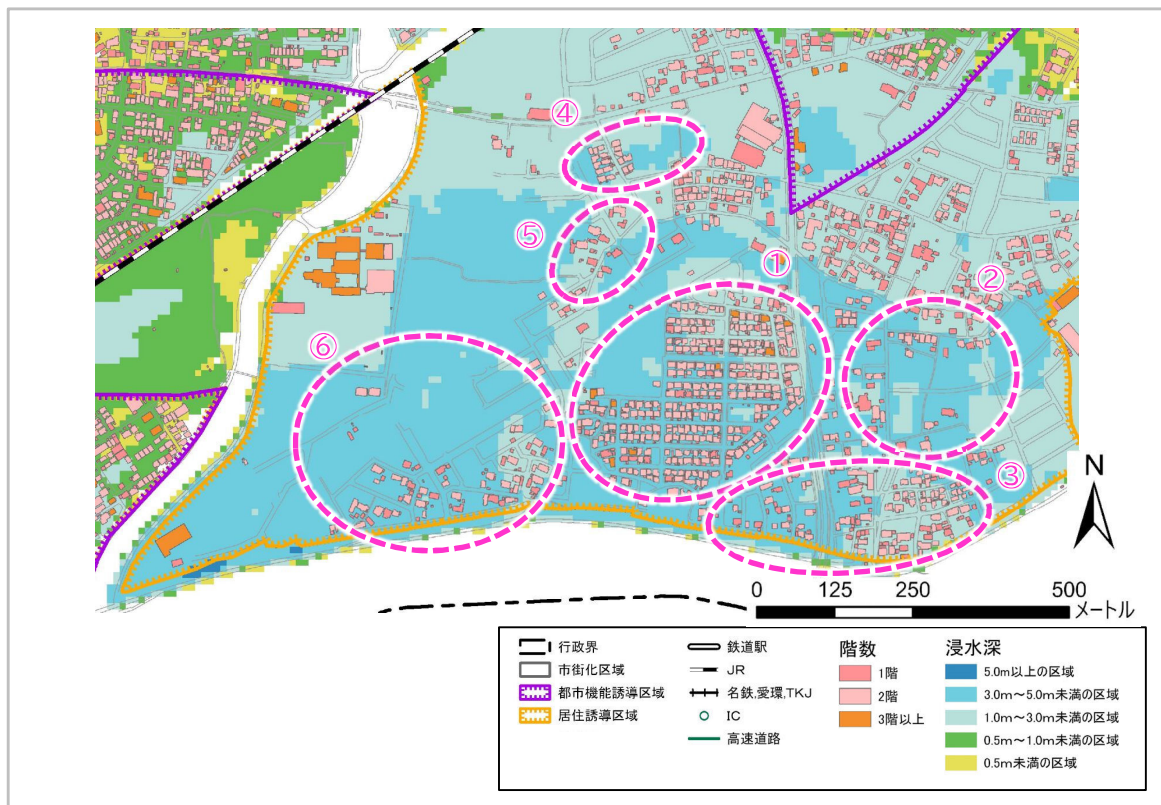 ④
⑤
①
②
⑥
③
N
0 125 250 500
メートル
行政界
市街化区域
都市機能誘導区域
居住誘導区域
鉄道駅
JR
名鉄,愛環,TKJ
IC
高速道路
階数
1階
2階
3階以上
浸水深
5.0m以上の区域
3.0m～5.0m未満の区域
1.0m～3.0m未満の区域
0.5m～1.0m未満の区域
0.5m未満の区域